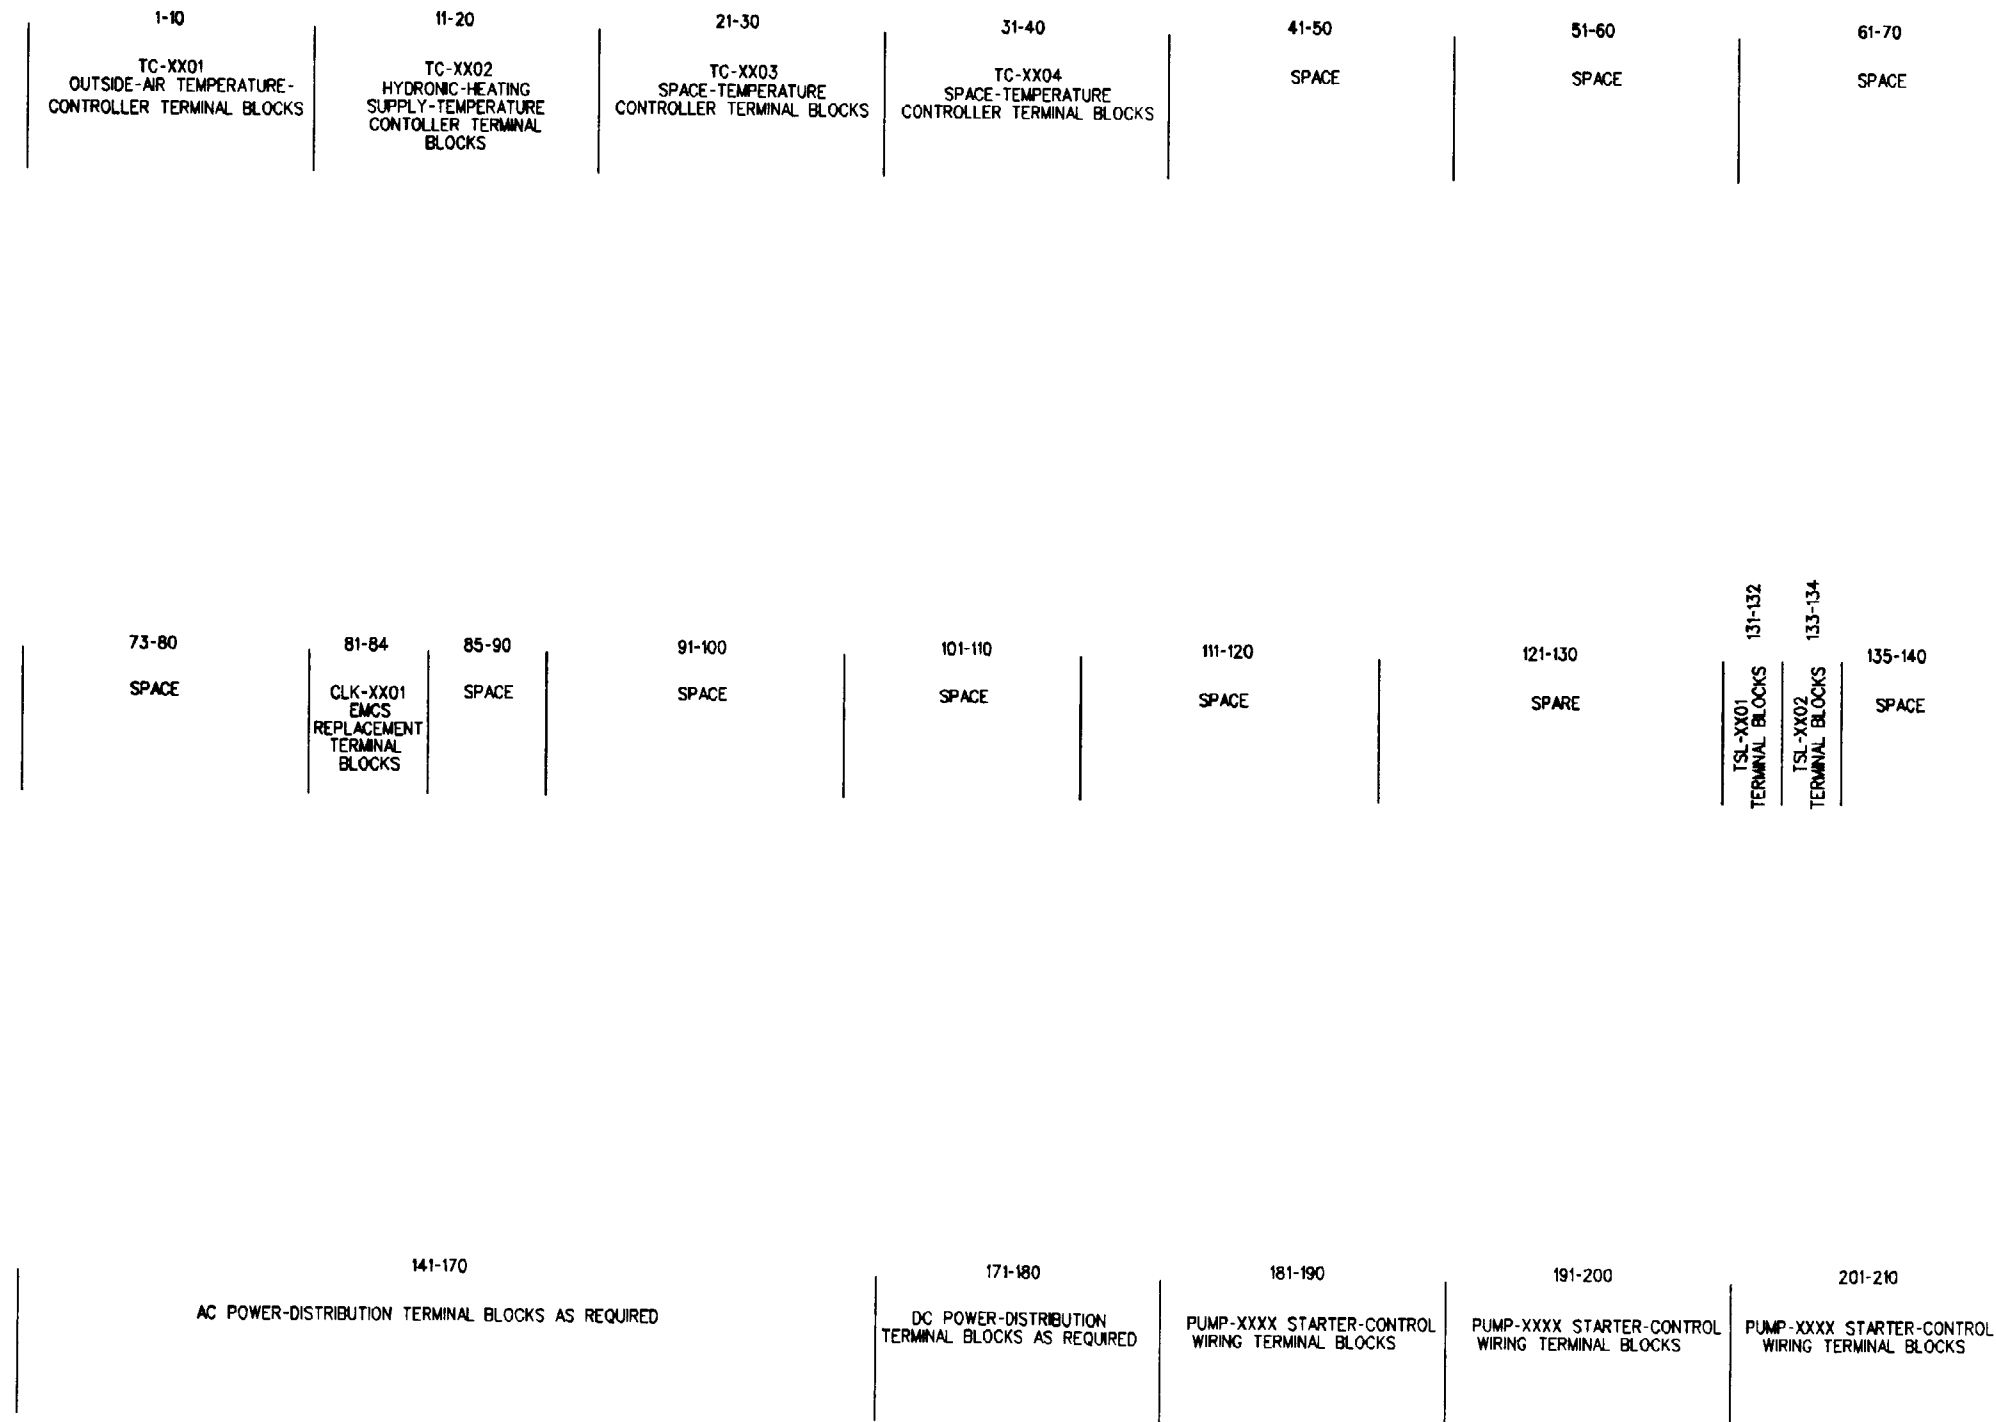 1-10
TC-XX01
OUTSIDE-AIR TEMPERATURE-
CONTROLLER TERMINAL BLOCKS
11-20
TC-XX02
HYDRONIC-HEATING
SUPPLY-TEMPERATURE
CONTOLLER TERMINAL
BLOCKS
21-30
TC-XX03
SPACE-TEMPERATURE
CONTROLLER TERMINAL BLOCKS
31-40
TC-XX04
SPACE-TEMPERATURE
CONTROLLER TERMINAL BLOCKS
41-50
SPACE
51-60
SPACE
61-70
SPACE
73-80
SPACE
81-84
CLK-XX01
EMCS
REPLACEMENT
TERMINAL
BLOCKS
85-90
SPACE
91-100
SPACE
101-110
SPACE
111-120
SPACE
121-130
SPARE
131-132
TSL-XX01
TERMINAL BLOCKS
133-134
TSL-XX02
TERMINAL BLOCKS
135-140
SPACE
141-170
AC POWER-DISTRIBUTION TERMINAL BLOCKS AS REQUIRED
171-180
DC POWER-DISTRIBUTION
TERMINAL BLOCKS AS REQUIRED
181-190
PUMP-XXXX STARTER-CONTROL
WIRING TERMINAL BLOCKS
191-200
PUMP-XXXX STARTER-CONTROL
WIRING TERMINAL BLOCKS
201-210
PUMP-XXXX STARTER-CONTROL
WIRING TERMINAL BLOCKS